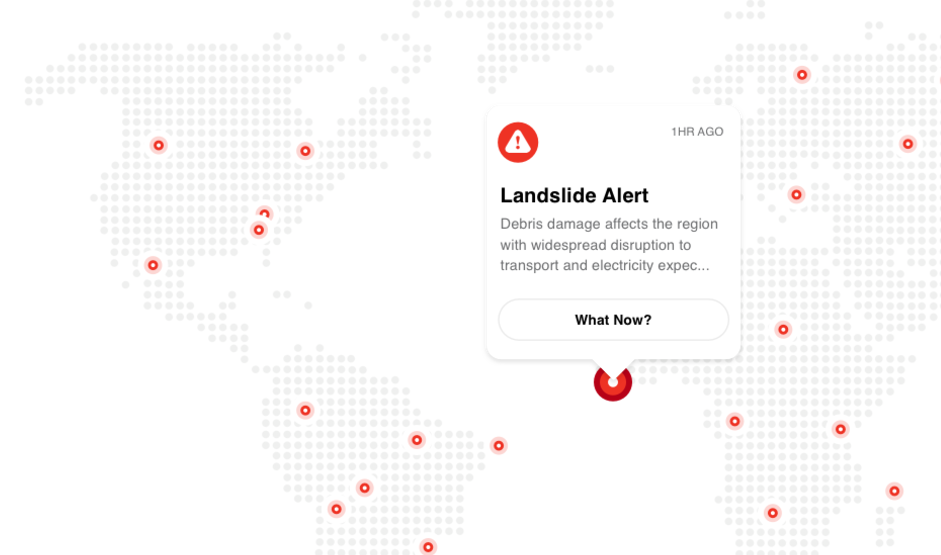 1HR AGO
Landslide Alert
Debris damage affects the region
with widespread disruption to
transport and electricity expec...
What Now?